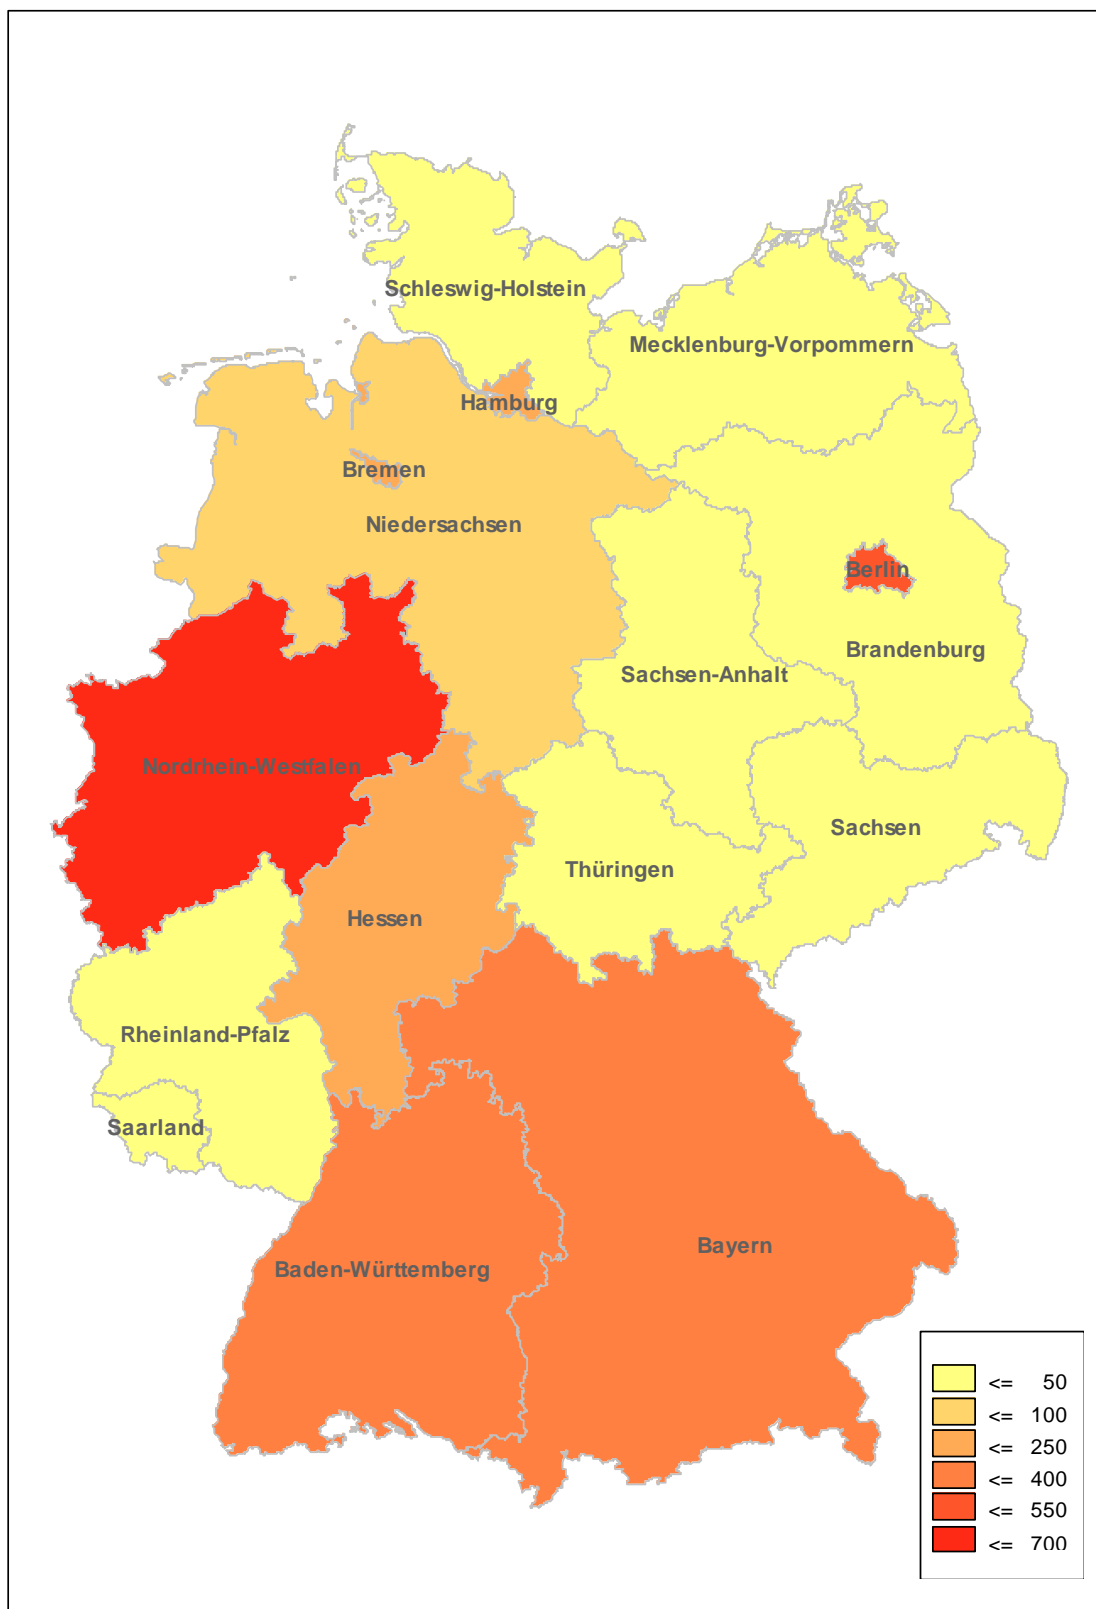 Schleswig-Holstein
Mecklenburg-Vorpommern
Hamburg
Bremen
Niedersachsen
Berlin
Brandenburg
Sachsen-Anhalt
Nordrhein-Westfalen
Sachsen
Thüringen
Hessen
Rheinland-Pfalz
Saarland
Bayern
Baden-Württemberg
<= 50
<= 100
<= 250
<= 400
<= 550
<= 700